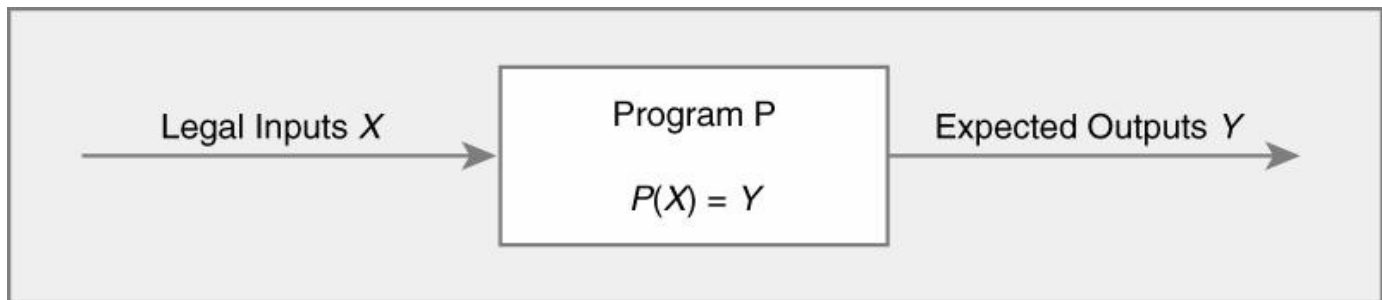 Legal Inputs X
Program P
P(X) = Y
Expected Outputs Y